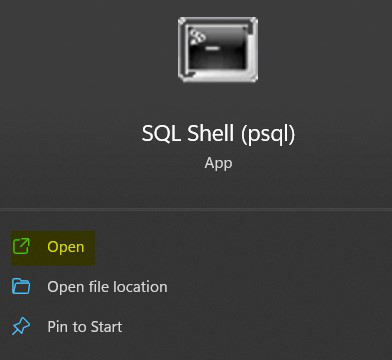 SQL Shell (psql)
App
Open
Open file location
Pin to Start